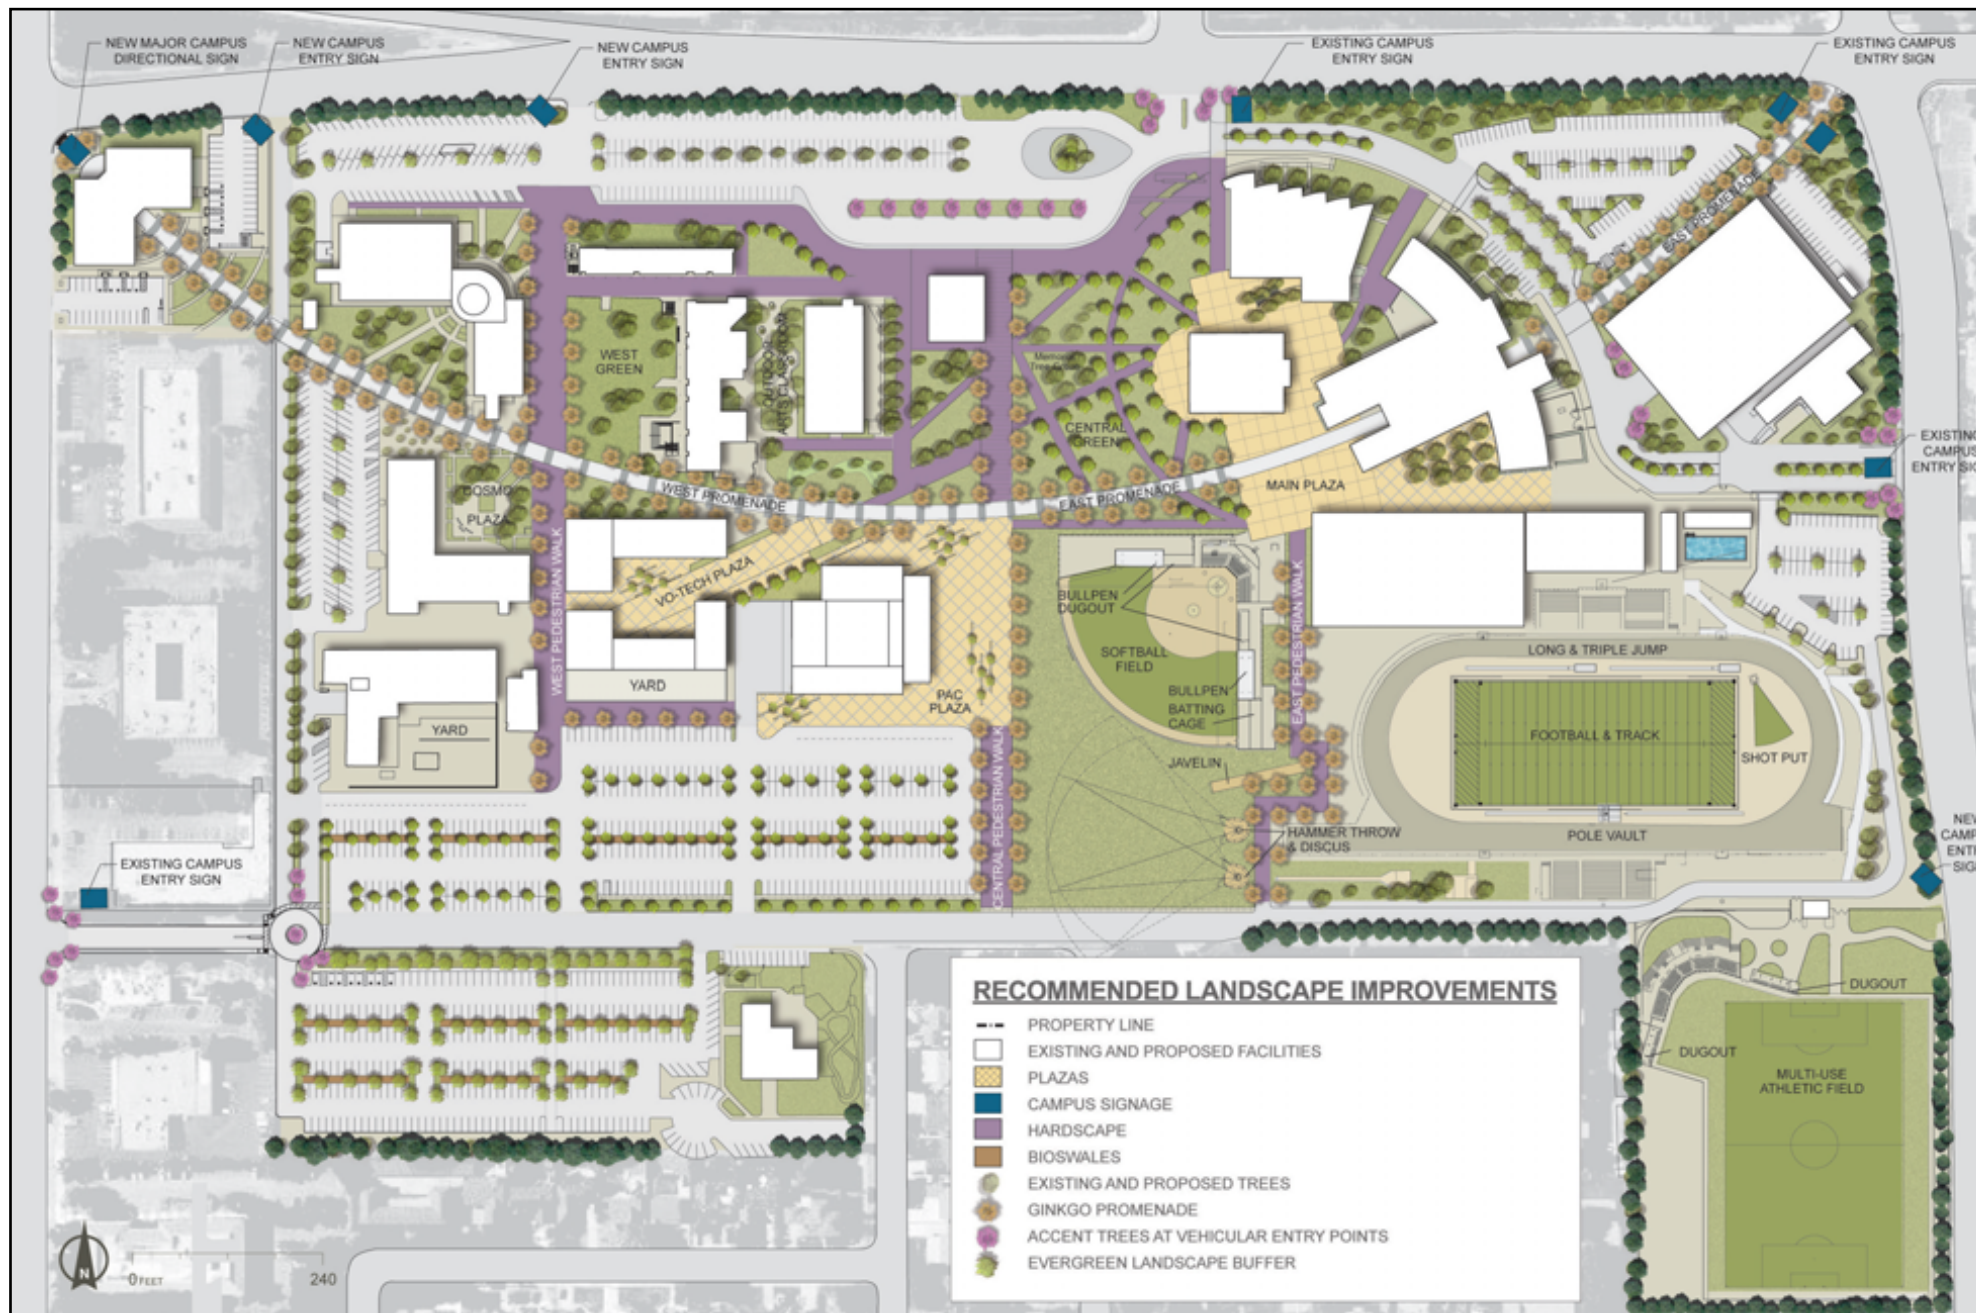 NEW MAJOR CAMPUS
DIRECTIONAL SIGN
NEW CAMPUS
ENTRY SIGN
NEW CAMPUS
ENTRY SIGN
EXISTING CAMPUS
ENTRY SIGN
EXISTING CAMPUS
ENTRY SIGN
EAST PROMENADE
WEST
GREEN
OUTDOOR
ARTS CLASSROOM
Memorial
Tree
CENTRAL
GREEN
EXISTING
CAMPUS
ENTRY SIG
COSMO
PLAZA
WEST PROMENADE
EAST PROMENADE
MAIN PLAZA
WEST PEDESTRIAN WALK
VO-TECH PLAZA
BULLPEN
DUGOUT
EAST PEDESTRIAN WALK
SOFTBALL
FIELD
LONG & TRIPLE JUMP
YARD
PAC
PLAZA
BULLPEN
BATTING
CAGE
YARD
FOOTBALL & TRACK
SHOT PUT
JAVELIN
CENTRAL PEDESTRIAN WALK
HAMMER THROW
& DISCUS
POLE VAULT
NEW
CAMP
ENT
SIG
EXISTING CAMPUS
ENTRY SIGN
RECOMMENDED LANDSCAPE IMPROVEMENTS
PROPERTY LINE
EXISTING AND PROPOSED FACILITIES
PLAZAS
CAMPUS SIGNAGE
HARDSCAPE
BIOSWALES
EXISTING AND PROPOSED TREES
GINKGO PROMENADE
ACCENT TREES AT VEHICULAR ENTRY POINTS
EVERGREEN LANDSCAPE BUFFER
DUGOUT
DUGOUT
MULTI-USE
ATHLETIC FIELD
N
0 FEET 240